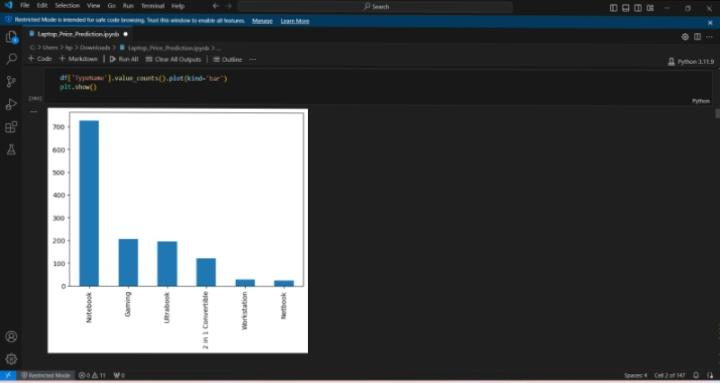 File Edit Selection View Go Run Terminal Help
Search
Restricted Mode is intended for safe code browsing. Trust this window to enable all features. Manage Learn More
Laptop_Price_Prediction.ipynb
C: > Users > hp > Downloads > Laptop_Price_Prediction.ipynb > ...
+ Code + Markdown Run All Clear All Outputs Outline ...
Python 3.11.9
df['TypeName'].value_counts().plot(kind='bar')
plt.show()
Python
700
600
500
400
300
200
100
0
Notebook
Gaming
Ultrabook
2 in 1 Convertible
Workstation
Netbook
Restricted Mode 0 11 0
Spaces: 4 Cell 2 of 147